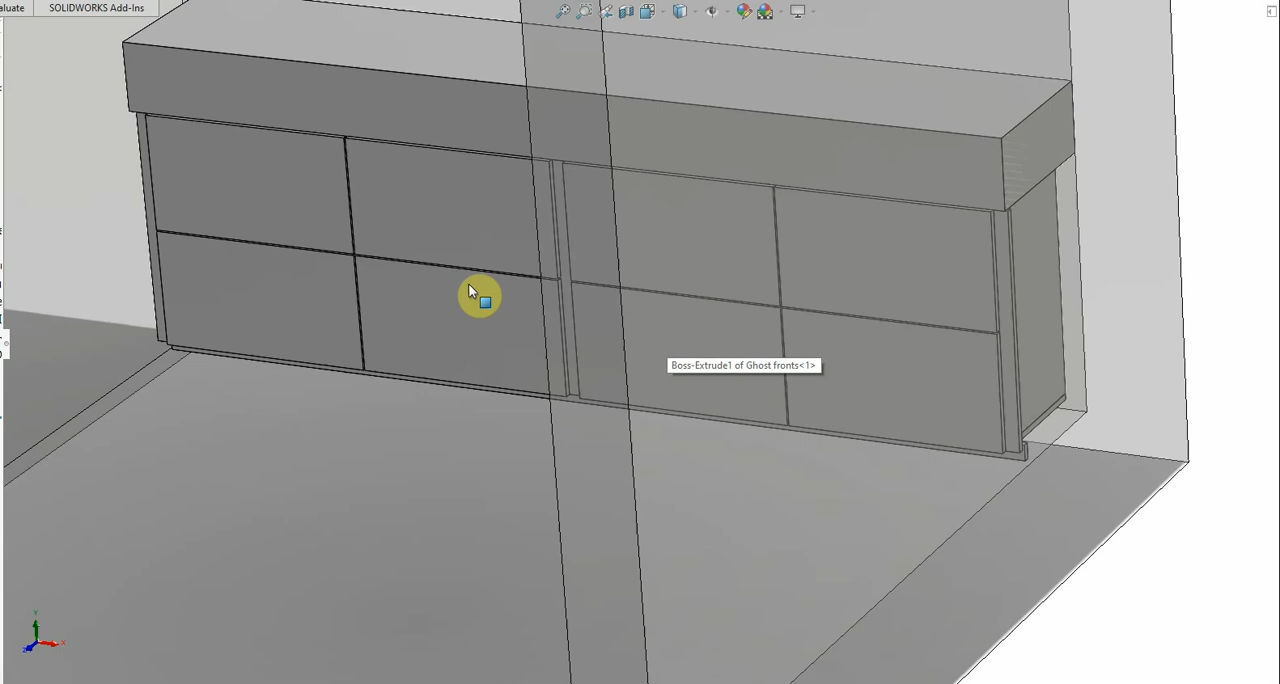 aluate
SOLIDWORKS Add-Ins
Boss-Extrude1 of Ghost fronts<1>
Y
X
Z